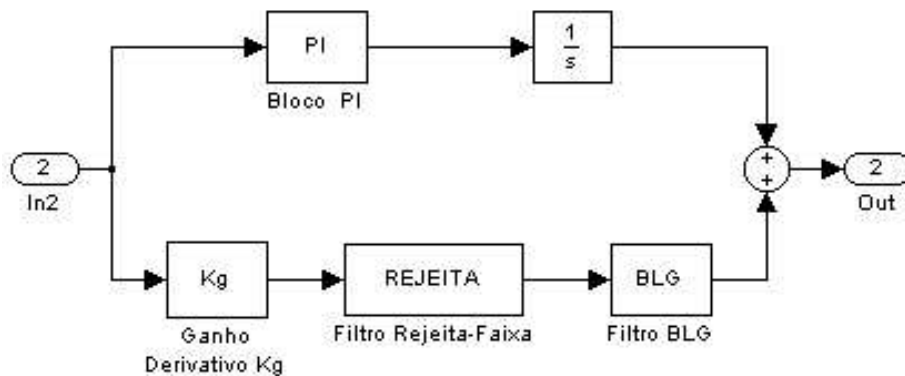 PI
1
s
Bloco PI
2
In2
+
+
2
Out
Kg
REJEITA
BLG
Ganho
Derivativo Kg
Filtro Rejeita-Faixa
Filtro BLG